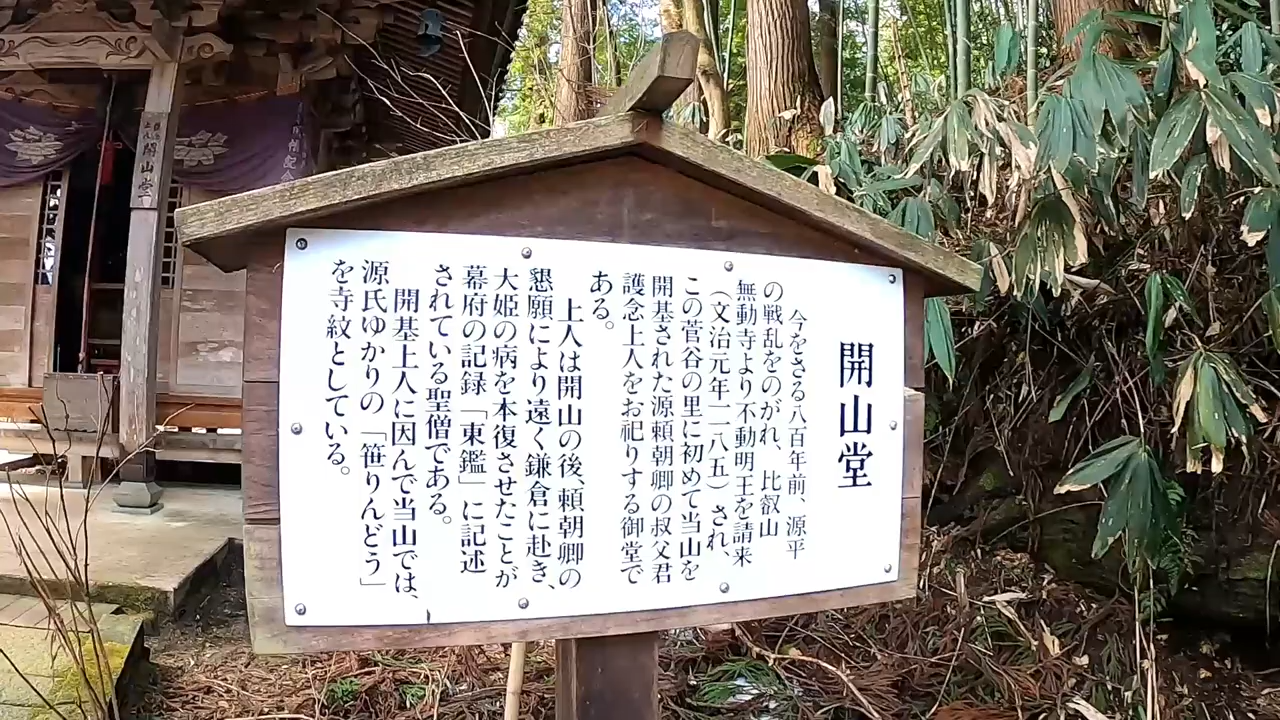 開山堂
今をさる八百年前、源平
の戦乱をのがれ、比叡山
無動寺より不動明王を請来
（文治元年一一八五）され、
この菅谷の里に初めて当山を
開基された源頼朝卿の叔父君
護念上人をお祀りする御堂で
ある。
上人は開山の後、頼朝卿の
懇願により遠く鎌倉に赴き、
大姫の病を本復させたことが
幕府の記録「東鑑」に記述
されている聖僧である。
開基上人に因んで当山では、
源氏ゆかりの「笹りんどう」
を寺紋としている。
開山堂
記念